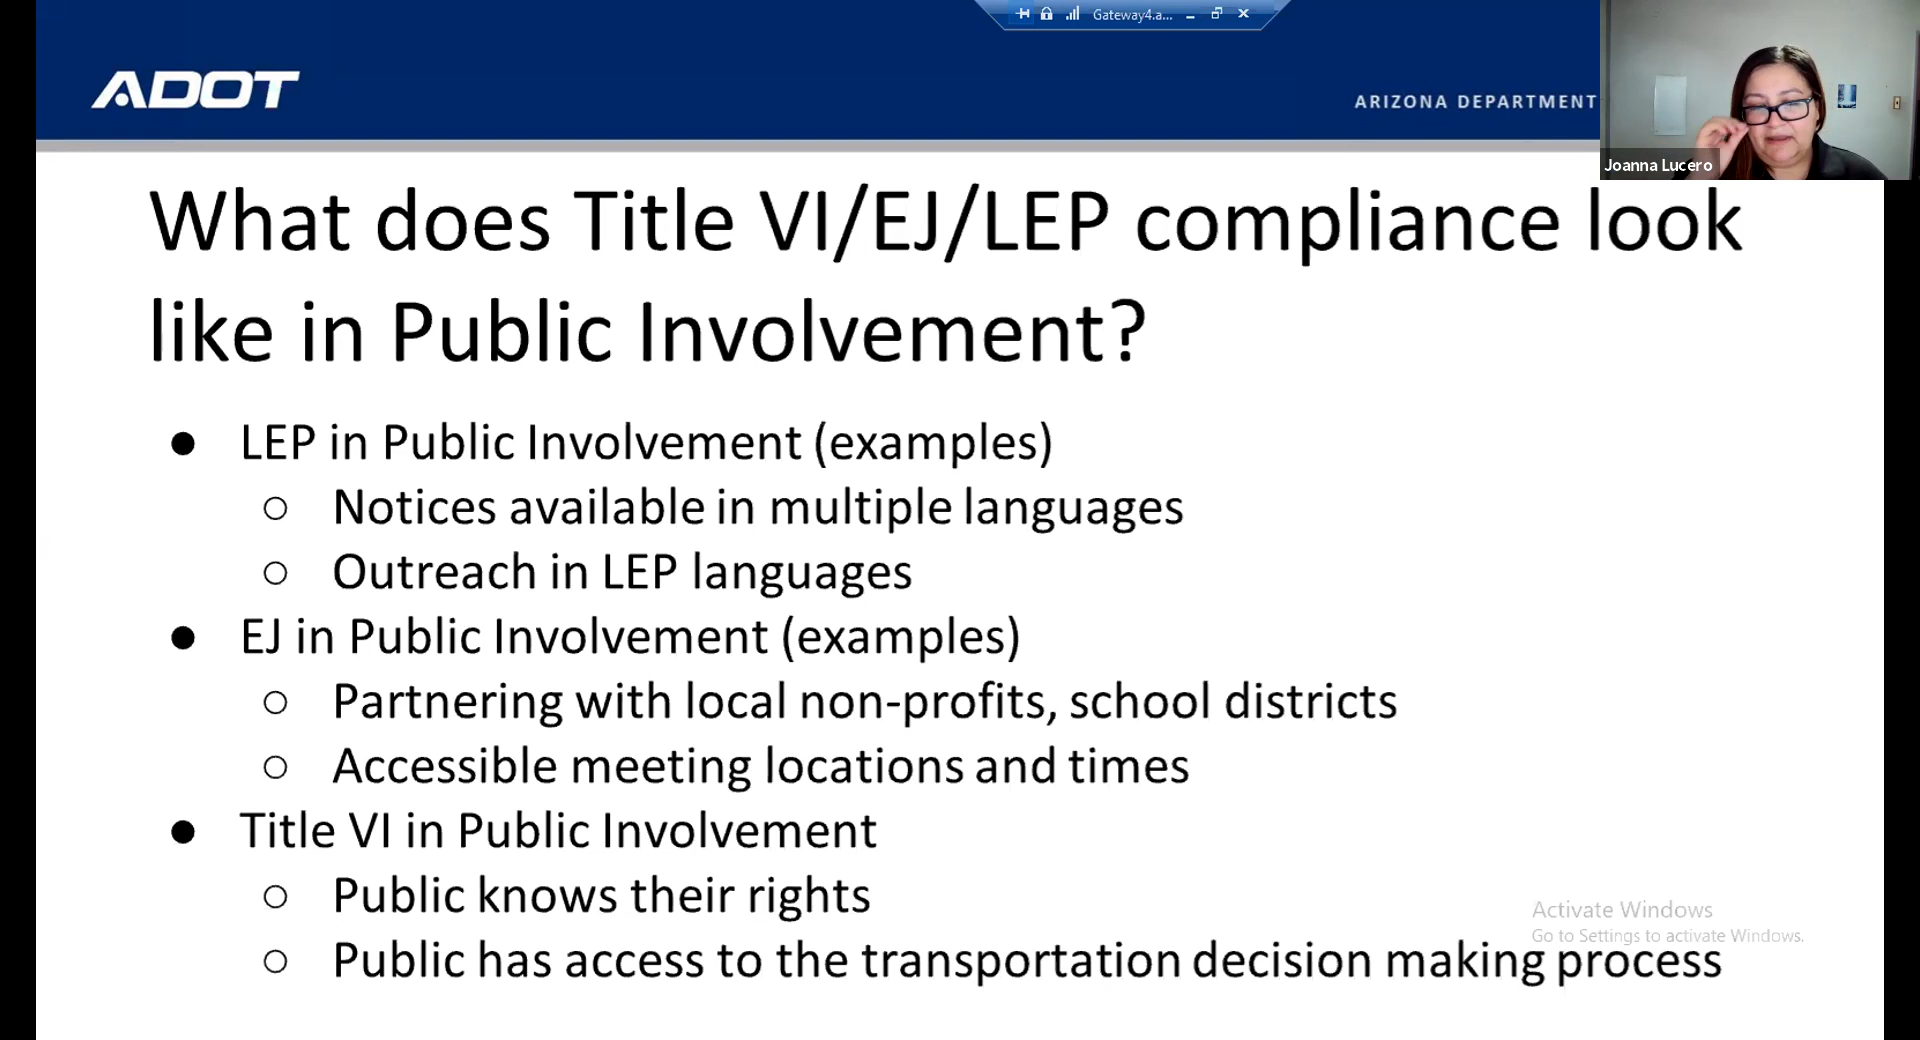 Gateway4.a...
ADOT
ARIZONA DEPARTMENT
Joanna Lucero
What does Title VI/EJ/LEP compliance look
like in Public Involvement?
● LEP in Public Involvement (examples)
○ Notices available in multiple languages
○ Outreach in LEP languages
● EJ in Public Involvement (examples)
○ Partnering with local non-profits, school districts
○ Accessible meeting locations and times
● Title VI in Public Involvement
○ Public knows their rights
○ Public has access to the transportation decision making process
Activate Windows
Go to Settings to activate Windows.